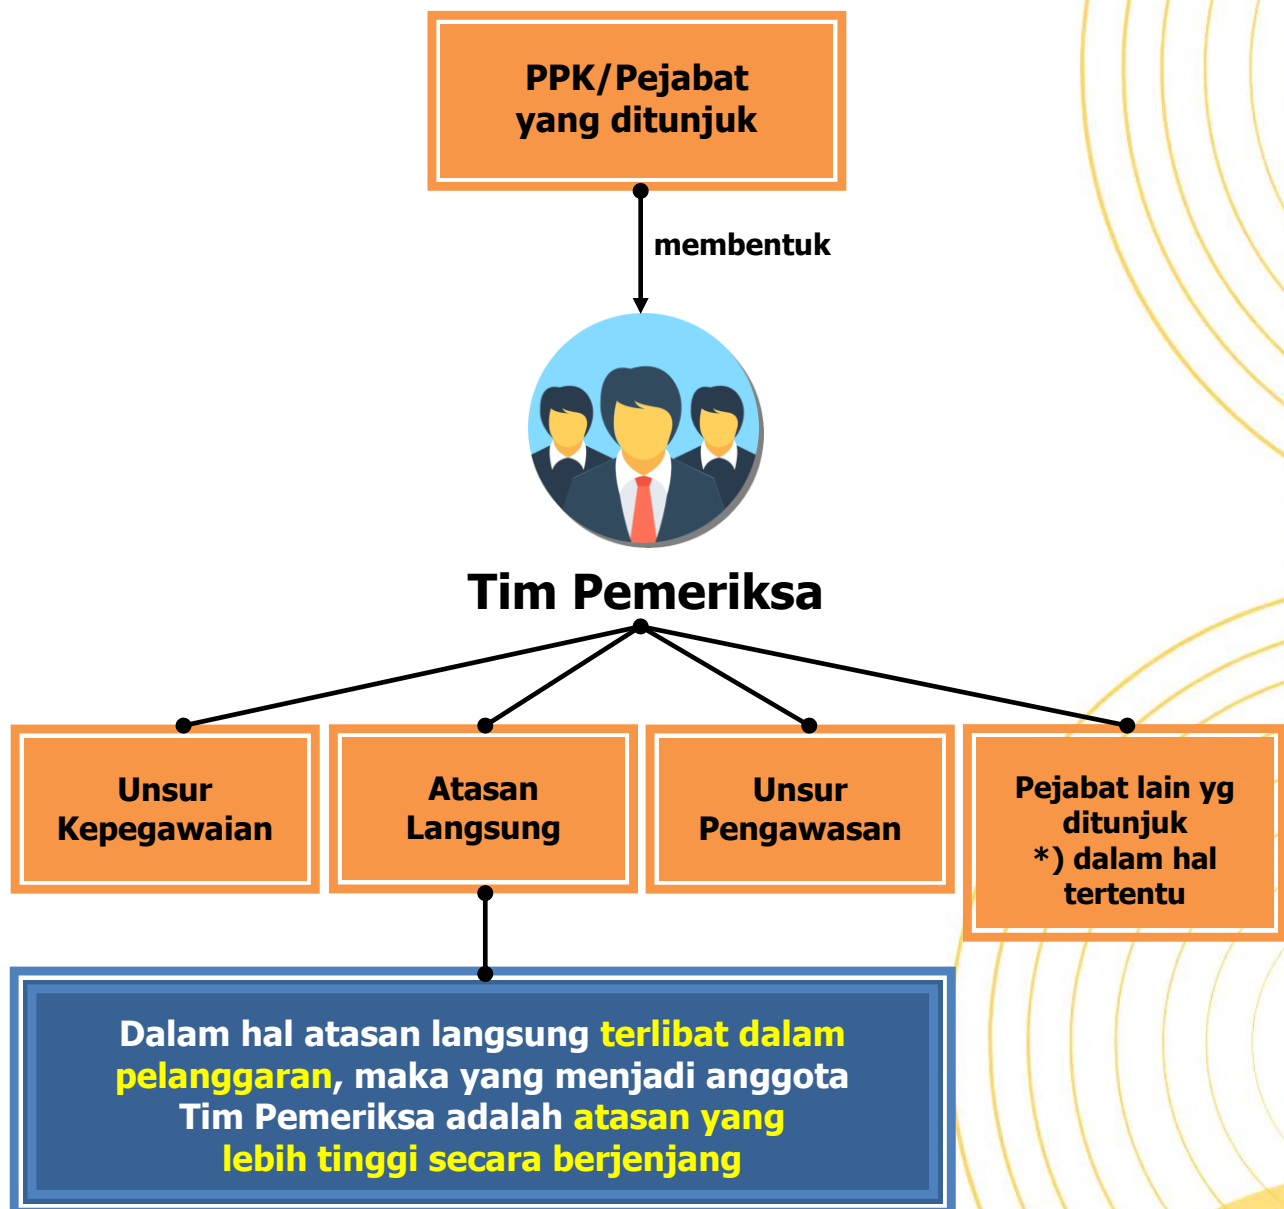 PPK/Pejabat
yang ditunjuk
membentuk
Tim Pemeriksa
Unsur
Kepegawaian
Atasan
Langsung
Unsur
Pengawasan
Pejabat lain yg
ditunjuk
*) dalam hal
tertentu
Dalam hal atasan langsung terlibat dalam
pelanggaran, maka yang menjadi anggota
Tim Pemeriksa adalah atasan yang
lebih tinggi secara berjenjang